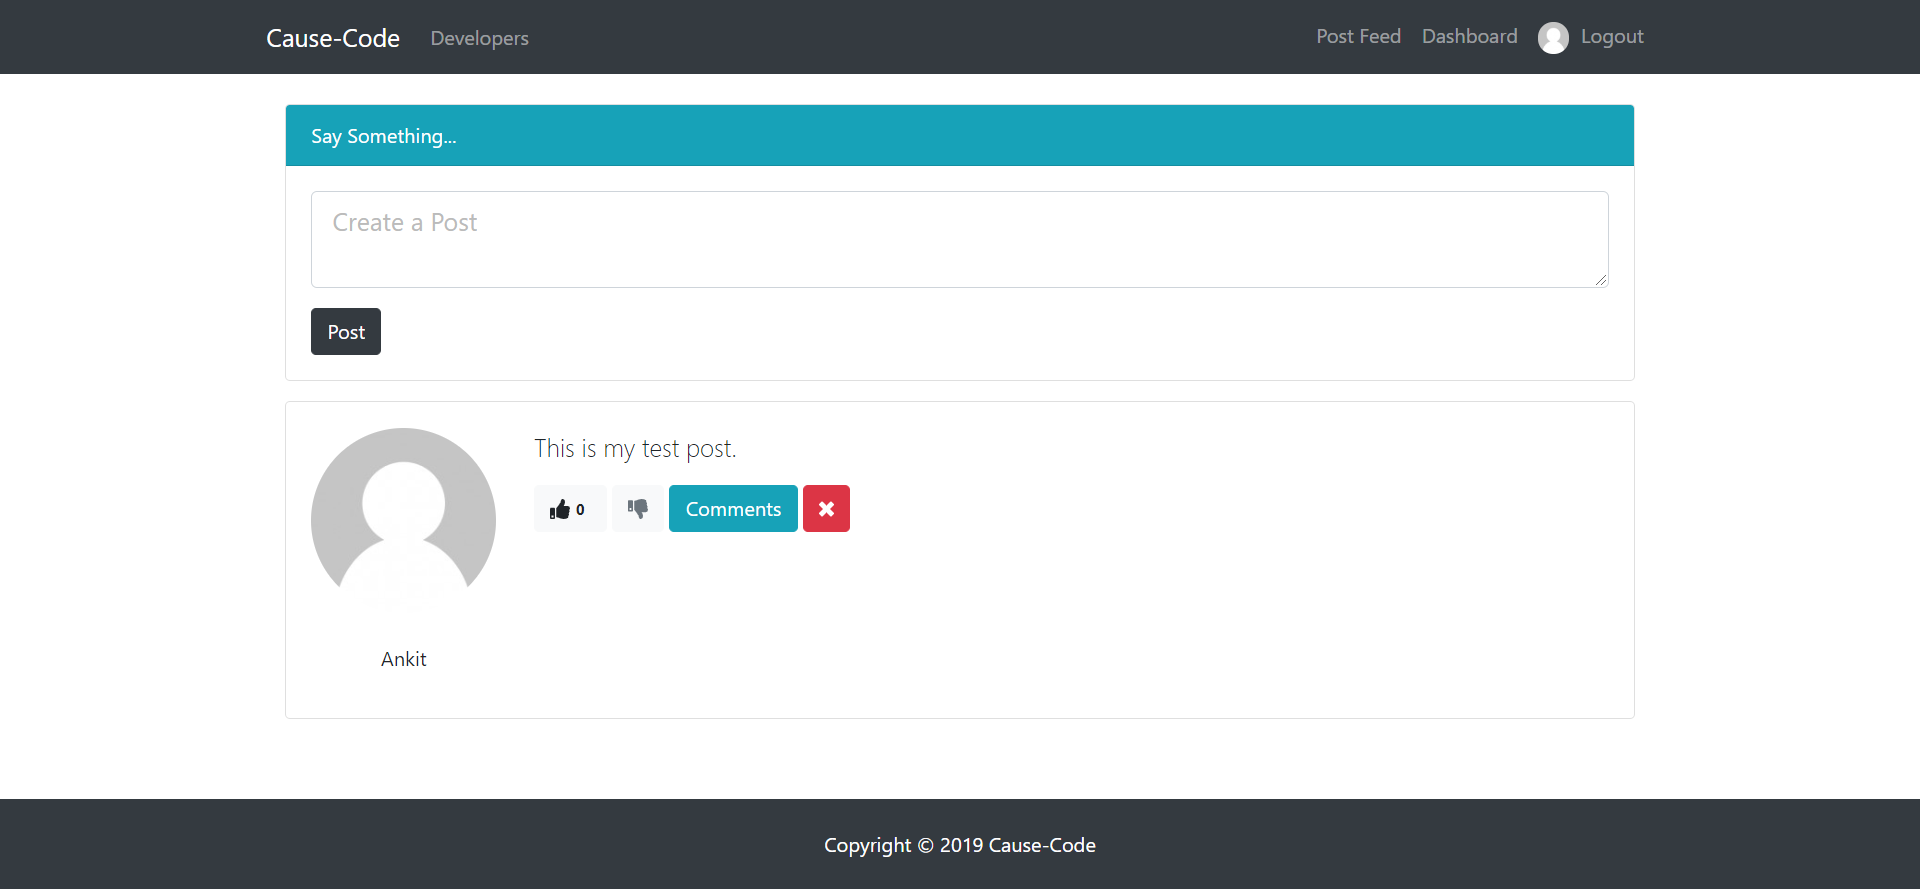 Cause-Code Developers Post Feed Dashboard Logout
Say Something...
Create a Post
Post
This is my test post.
0 Comments
Ankit
Copyright © 2019 Cause-Code